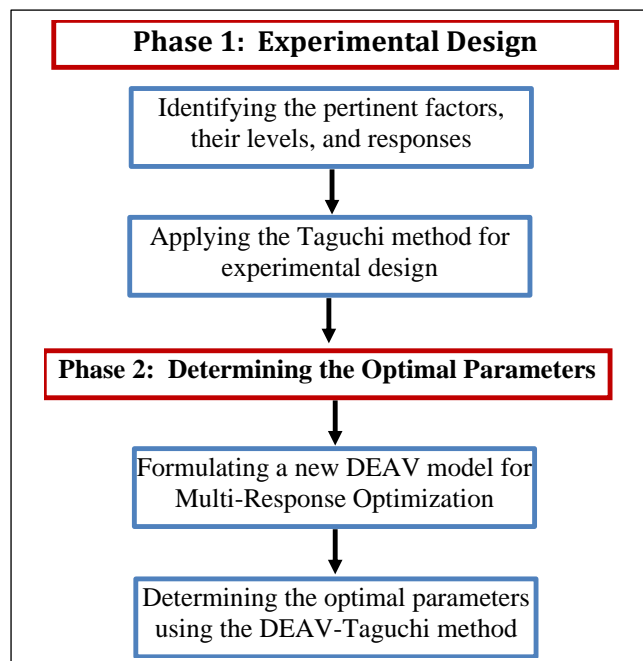 Phase 1: Experimental Design
Identifying the pertinent factors,
their levels, and responses
Applying the Taguchi method for
experimental design
Phase 2: Determining the Optimal Parameters
Formulating a new DEAV model for
Multi-Response Optimization
Determining the optimal parameters
using the DEAV-Taguchi method